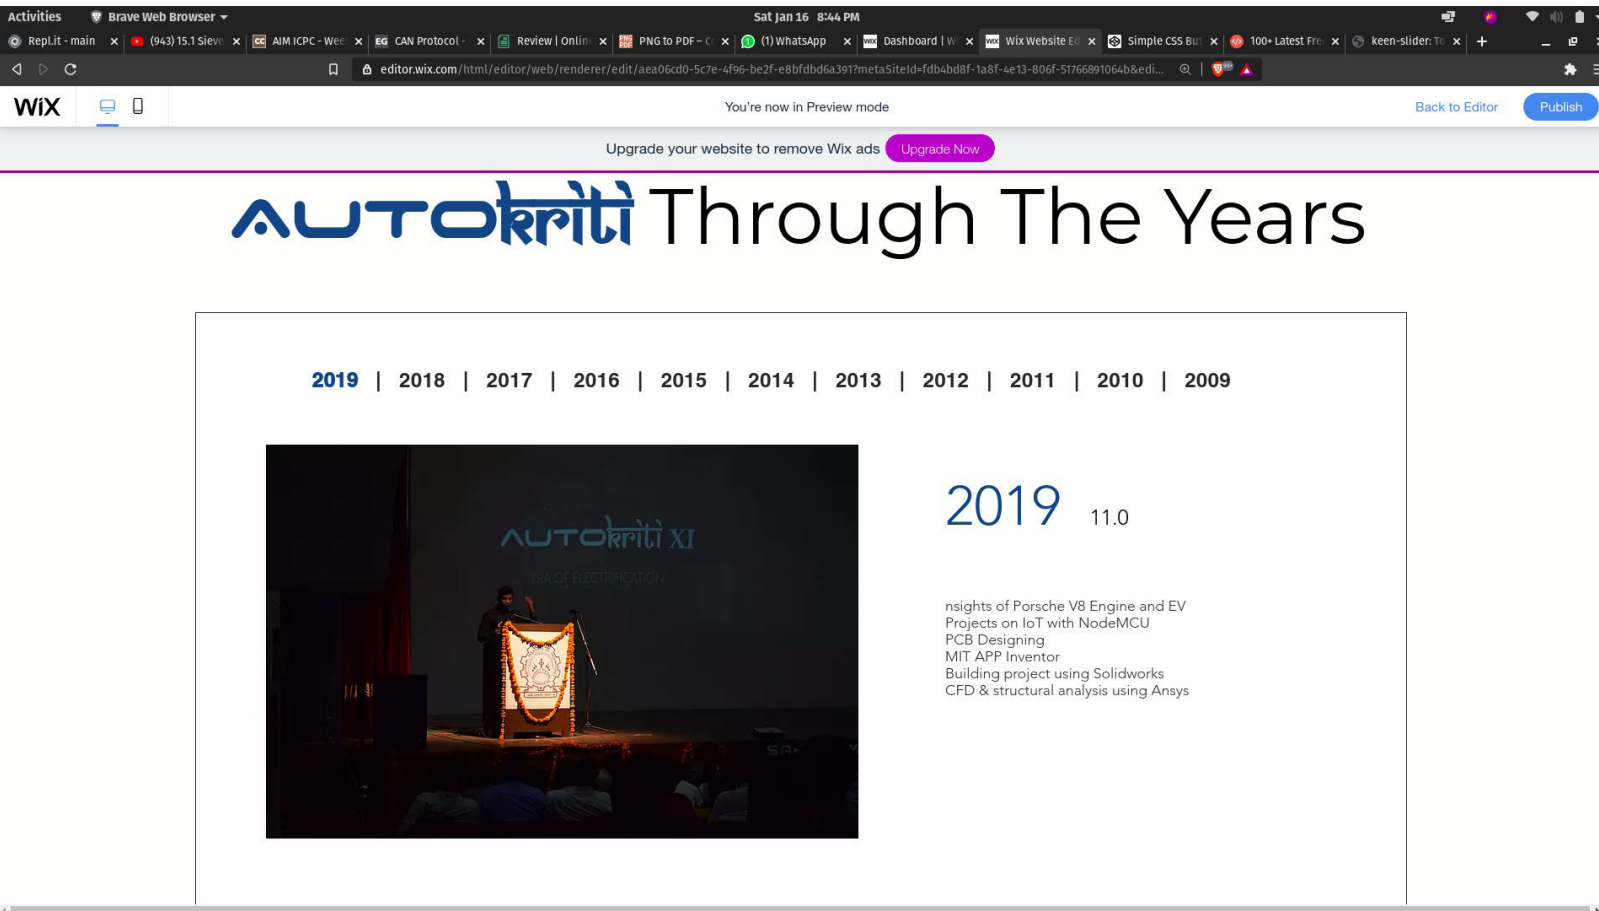 Activities Brave Web Browser Sat Jan 16 8:44 PM
Repl.it - main (943) 15.1 Sieve AIM ICPC - Wee CAN Protocol - Review | Online PNG to PDF – C (1) WhatsApp Dashboard | W Wix Website Ed Simple CSS But 100+ Latest Fre keen-slider: To
editor.wix.com/html/editor/web/renderer/edit/aea06cd0-5c7e-4f96-be2f-e8bfdbd6a391?metaSiteId=fdb4bd8f-1a8f-4e13-806f-51766891064b&edi...
WiX You're now in Preview mode Back to Editor Publish
Upgrade your website to remove Wix ads Upgrade Now
AUTOkriti Through The Years
2019 | 2018 | 2017 | 2016 | 2015 | 2014 | 2013 | 2012 | 2011 | 2010 | 2009
AUTOkriti XI
ERA OF ELECTRIFICATION
2019 11.0
nsights of Porsche V8 Engine and EV
Projects on IoT with NodeMCU
PCB Designing
MIT APP Inventor
Building project using Solidworks
CFD & structural analysis using Ansys